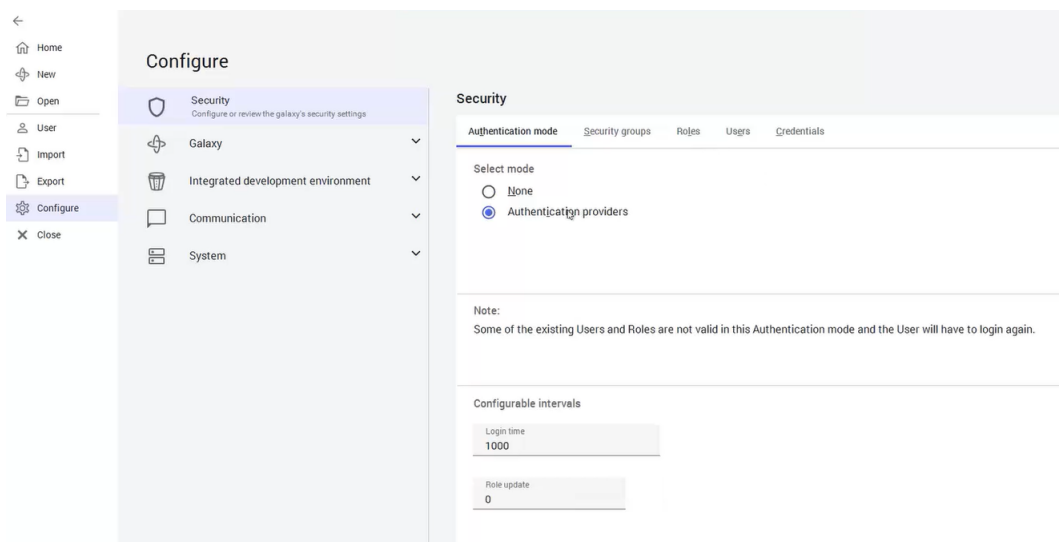 Home
New
Open
User
Import
Export
Configure
Close
Configure
Security
Configure or review the galaxy's security settings
Galaxy
Integrated development environment
Communication
System
Security
Authentication mode Security groups Roles Users Credentials
Select mode
None
Authentication providers
Note:
Some of the existing Users and Roles are not valid in this Authentication mode and the User will have to login again.
Configurable intervals
Login time
1000
Role update
0